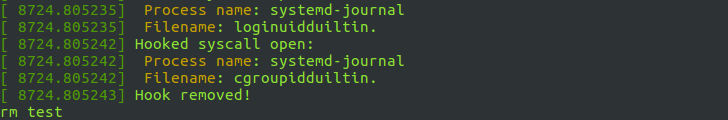 [ 8724.805235]  Process name: systemd-journal
[ 8724.805235]  Filename: loginuidduiltin.
[ 8724.805242] Hooked syscall open:
[ 8724.805242]  Process name: systemd-journal
[ 8724.805242]  Filename: cgroupidduiltin.
[ 8724.805243] Hook removed!
rm test